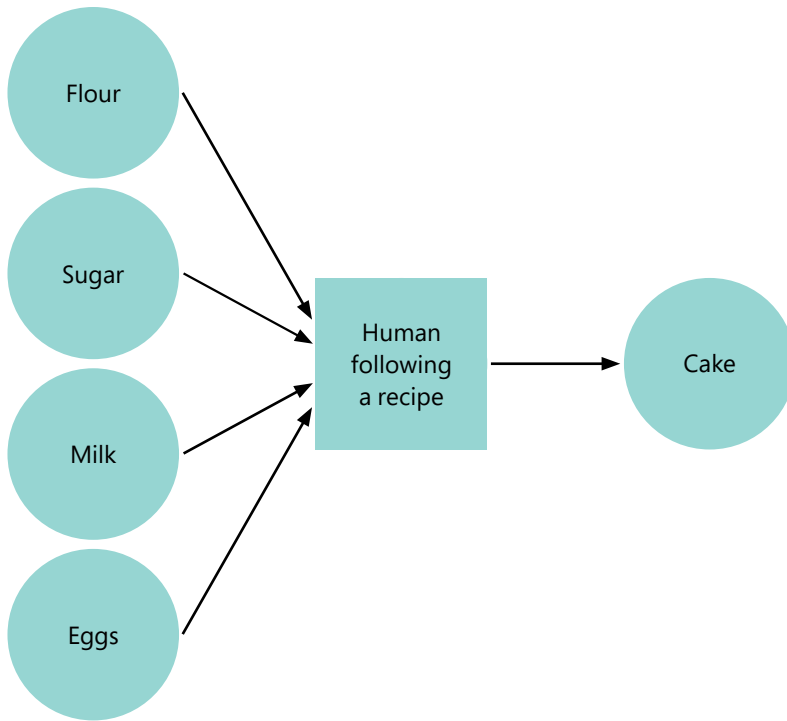 Flour
Sugar
Milk
Eggs
Human
following
a recipe
Cake